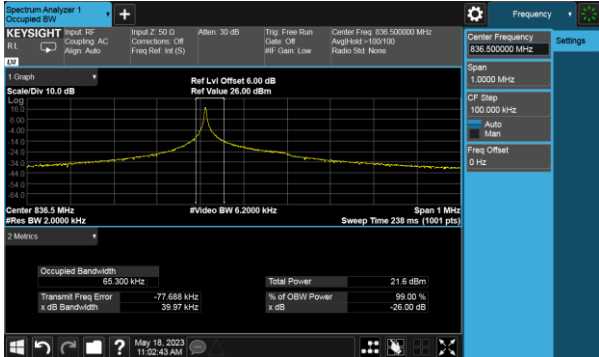 Spectrum Analyzer 1
Occupied BW
+
Frequency
KEYSIGHT
RL
Align: Auto
Input: RF
Coupling: AC
Input Z: 50 Ω
Corrections: Off
Freq Ref: Int (S)
Atten: 30 dB
Trig: Free Run
Gate: Off
#IF Gain: Low
Center Freq: 836.500000 MHz
Avg|Hold:>100/100
Radio Std: None
Center Frequency
836.500000 MHz
Settings
Span
1.0000 MHz
CF Step
100.000 kHz
Auto
Man
Freq Offset
0 Hz
1 Graph
Scale/Div 10.0 dB
Ref Lvl Offset 6.00 dB
Ref Value 26.00 dBm
Log
16.0
6.00
-4.00
-14.0
-24.0
-34.0
-44.0
-54.0
-64.0
Center 836.5 MHz
#Res BW 2.0000 kHz
#Video BW 6.2000 kHz
Span 1 MHz
Sweep Time 238 ms (1001 pts)
2 Metrics
Occupied Bandwidth
65.300 kHz
Total Power 21.6 dBm
Transmit Freq Error -77.688 kHz
% of OBW Power 99.00 %
x dB Bandwidth 39.97 kHz
x dB -26.00 dB
?
May 18, 2023
11:02:43 AM